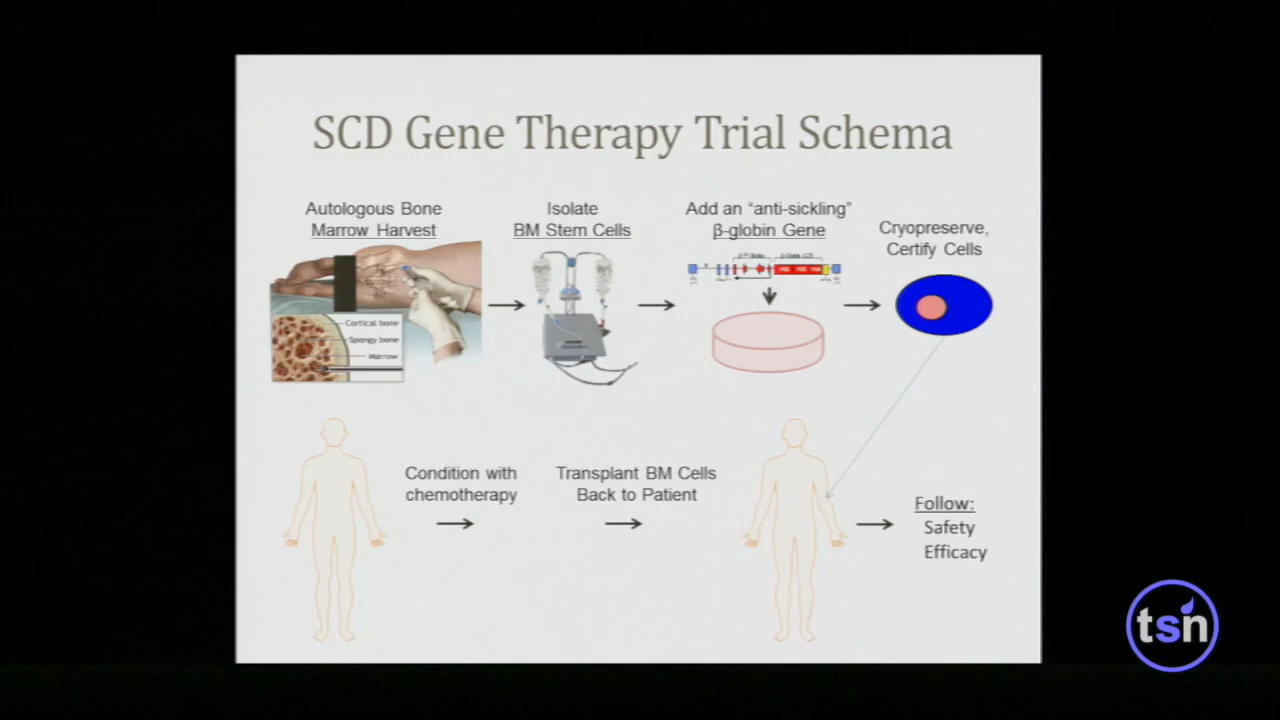 SCD Gene Therapy Trial Schema
Autologous Bone
Marrow Harvest
Isolate
BM Stem Cells
Add an "anti-sickling"
β-globin Gene
Cryopreserve,
Certify Cells
Cortical bone
Spongy bone
Marrow
Condition with
chemotherapy
Transplant BM Cells
Back to Patient
Follow:
Safety
Efficacy
tsn